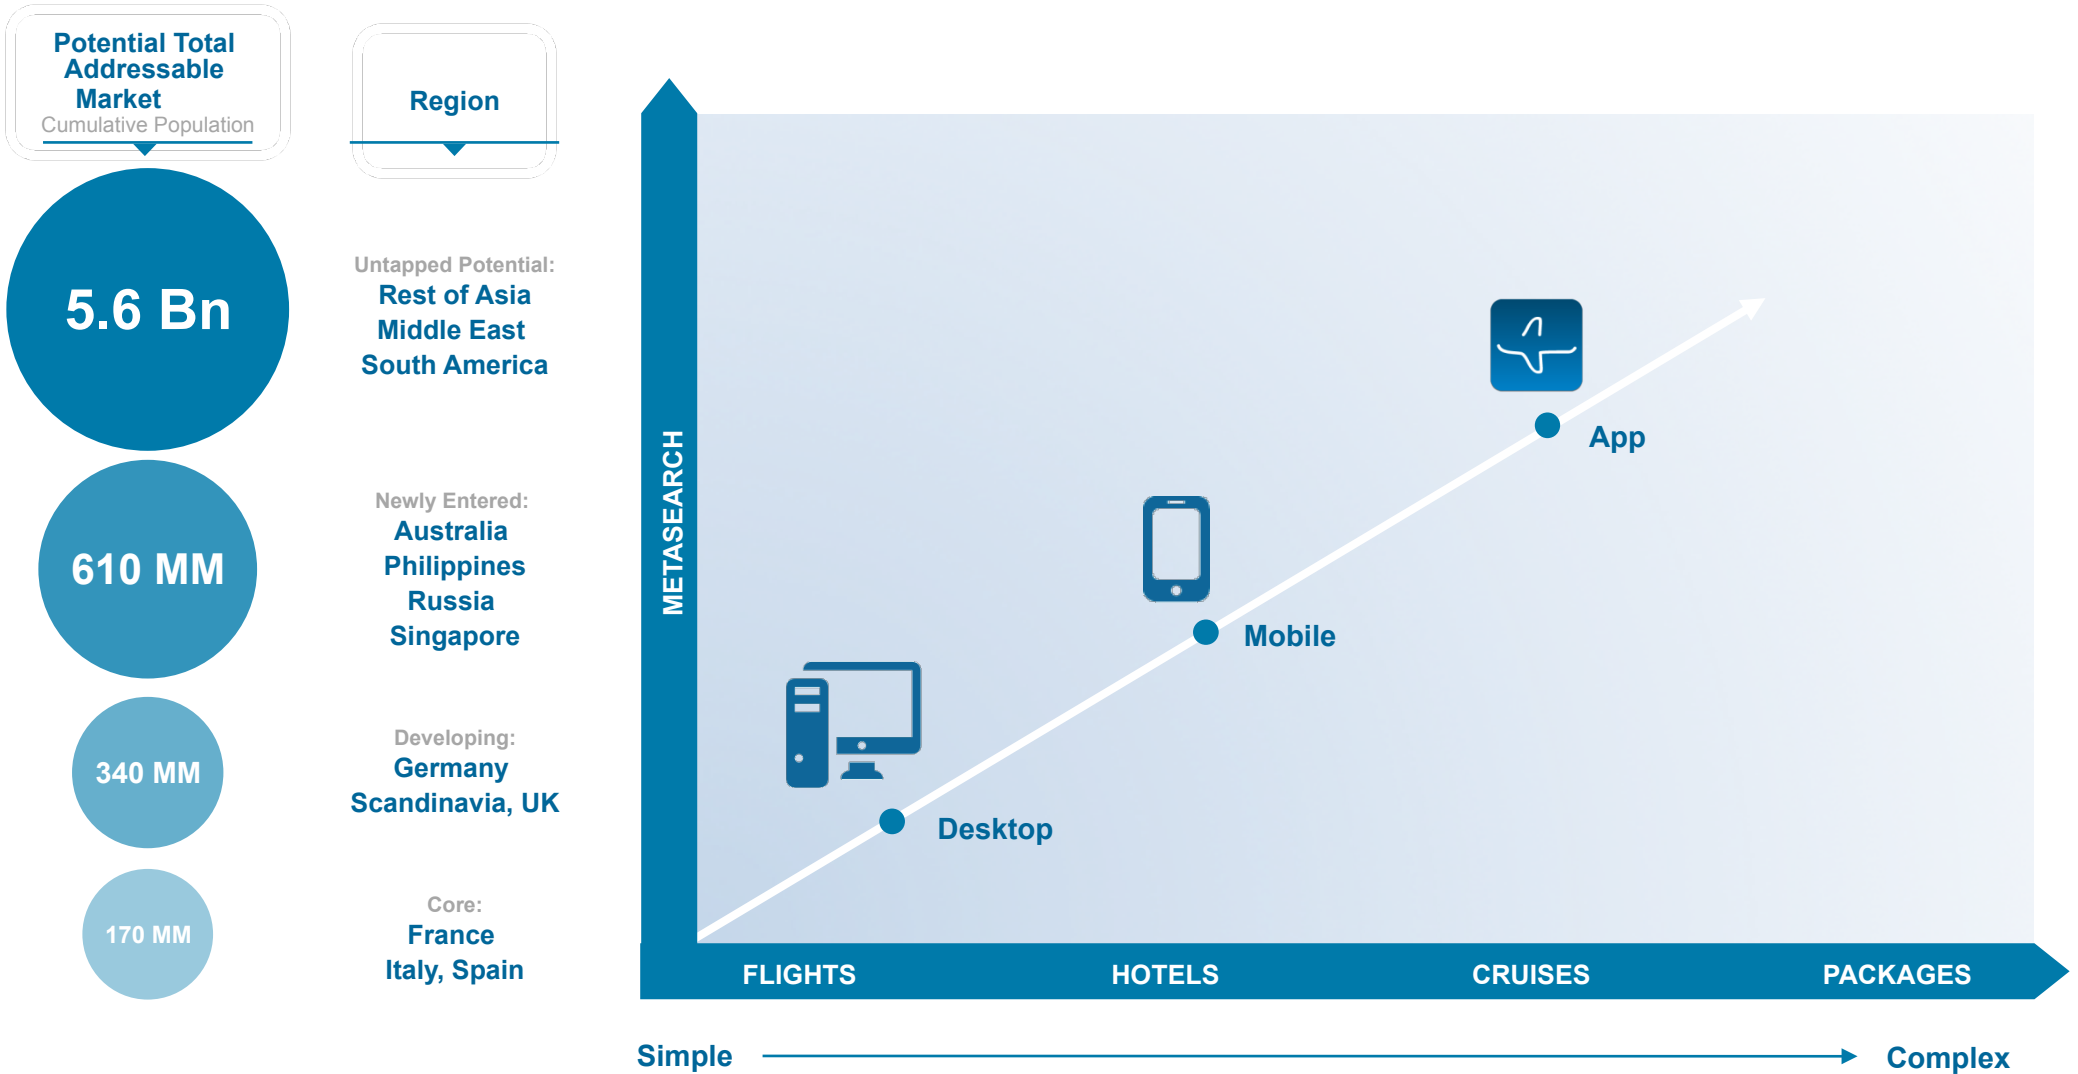 Potential Total
Addressable
Market
Cumulative Population
Region
5.6 Bn
Untapped Potential:
Rest of Asia
Middle East
South America
610 MM
Newly Entered:
Australia
Philippines
Russia
Singapore
340 MM
Developing:
Germany
Scandinavia, UK
170 MM
Core:
France
Italy, Spain
METASEARCH
App
Mobile
Desktop
FLIGHTS
HOTELS
CRUISES
PACKAGES
Simple
Complex